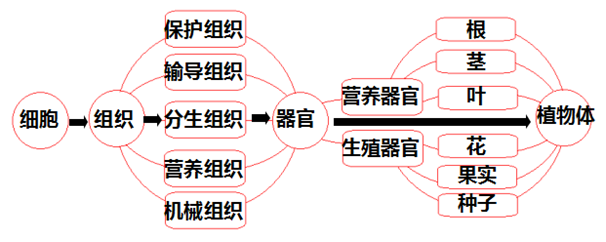 细胞
组织
保护组织
输导组织
分生组织
营养组织
机械组织
器官
营养器官
生殖器官
根
茎
叶
花
果实
种子
植物体